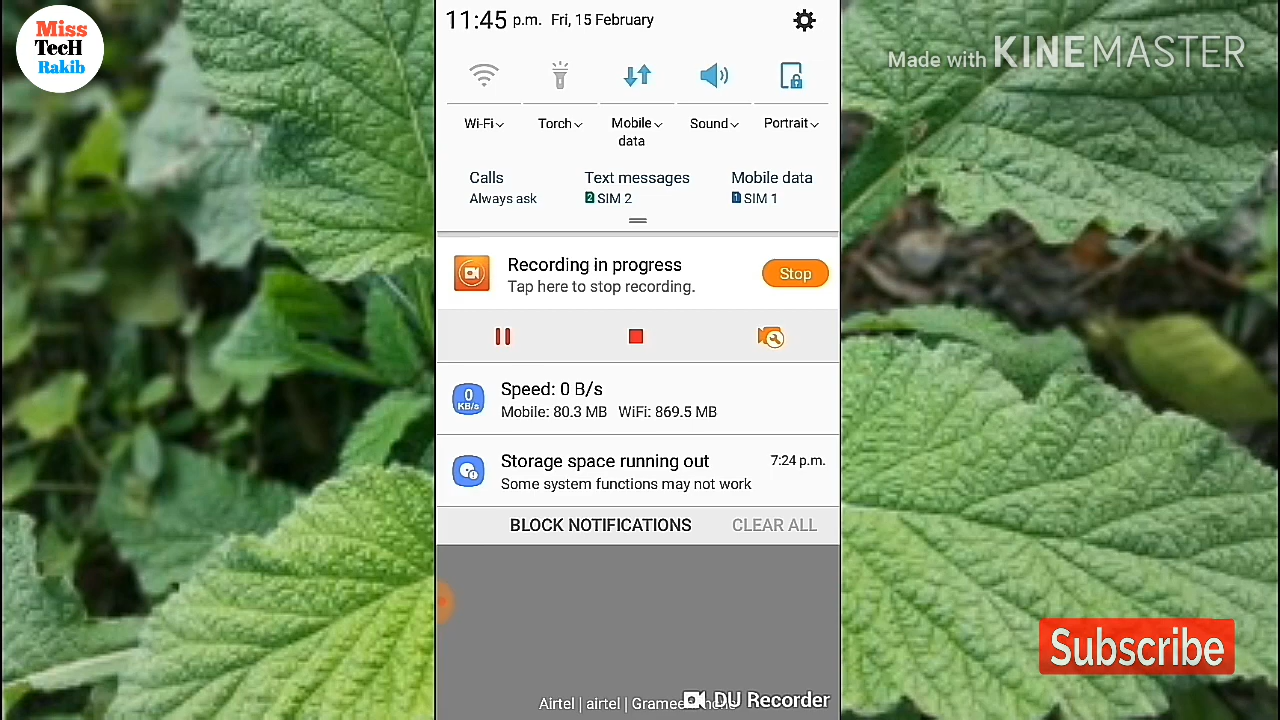 Miss
TecH
Rakib
11:45 p.m. Fri, 15 February
Made with KINEMASTER
Wi-Fi
Torch
Mobile data
Sound
Portrait
Calls
Always ask
Text messages
2 SIM 2
Mobile data
1 SIM 1
Recording in progress
Tap here to stop recording.
Stop
0 KB/s
Speed: 0 B/s
Mobile: 80.3 MB WiFi: 869.5 MB
Storage space running out
7:24 p.m.
Some system functions may not work
BLOCK NOTIFICATIONS
CLEAR ALL
Subscribe
Airtel | airtel |
DU Recorder